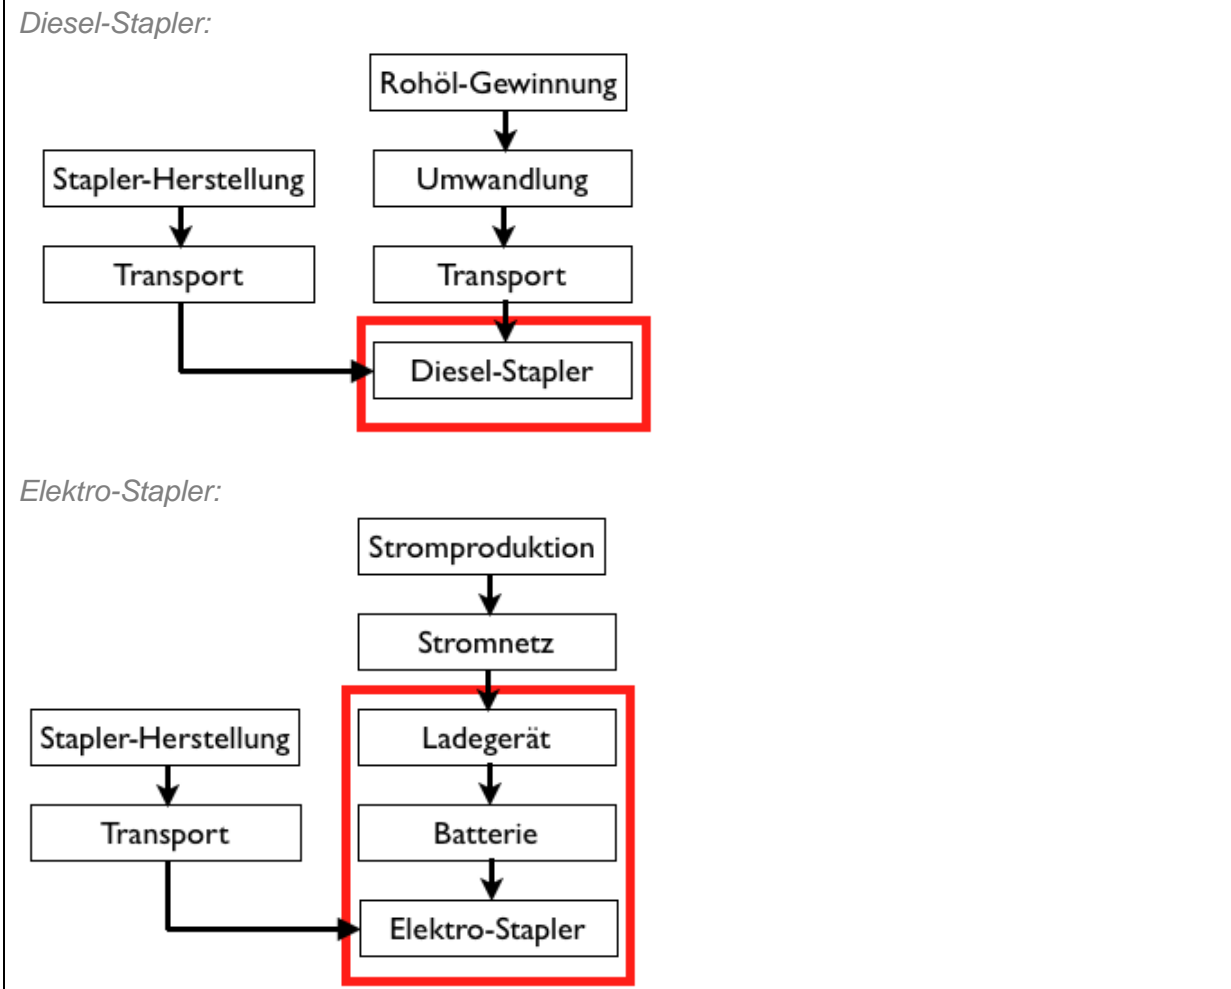 Diesel-Stapler:
Rohöl-Gewinnung
Stapler-Herstellung
Umwandlung
Transport
Transport
Diesel-Stapler
Elektro-Stapler:
Stromproduktion
Stromnetz
Stapler-Herstellung
Ladegerät
Transport
Batterie
Elektro-Stapler